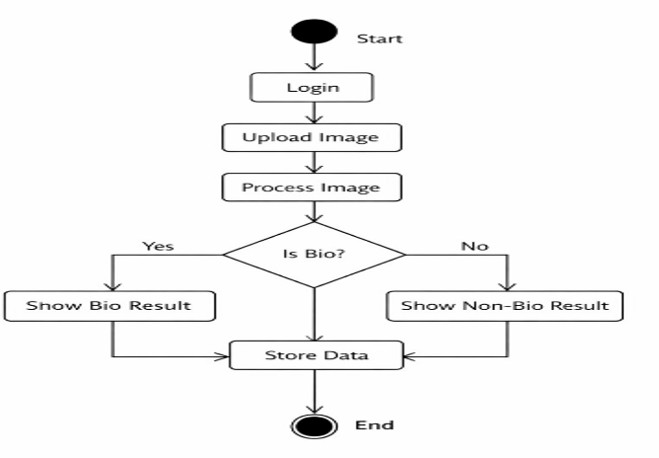 Start
Login
Upload Image
Process Image
Is Bio?
Yes
No
Show Bio Result
Show Non-Bio Result
Store Data
End